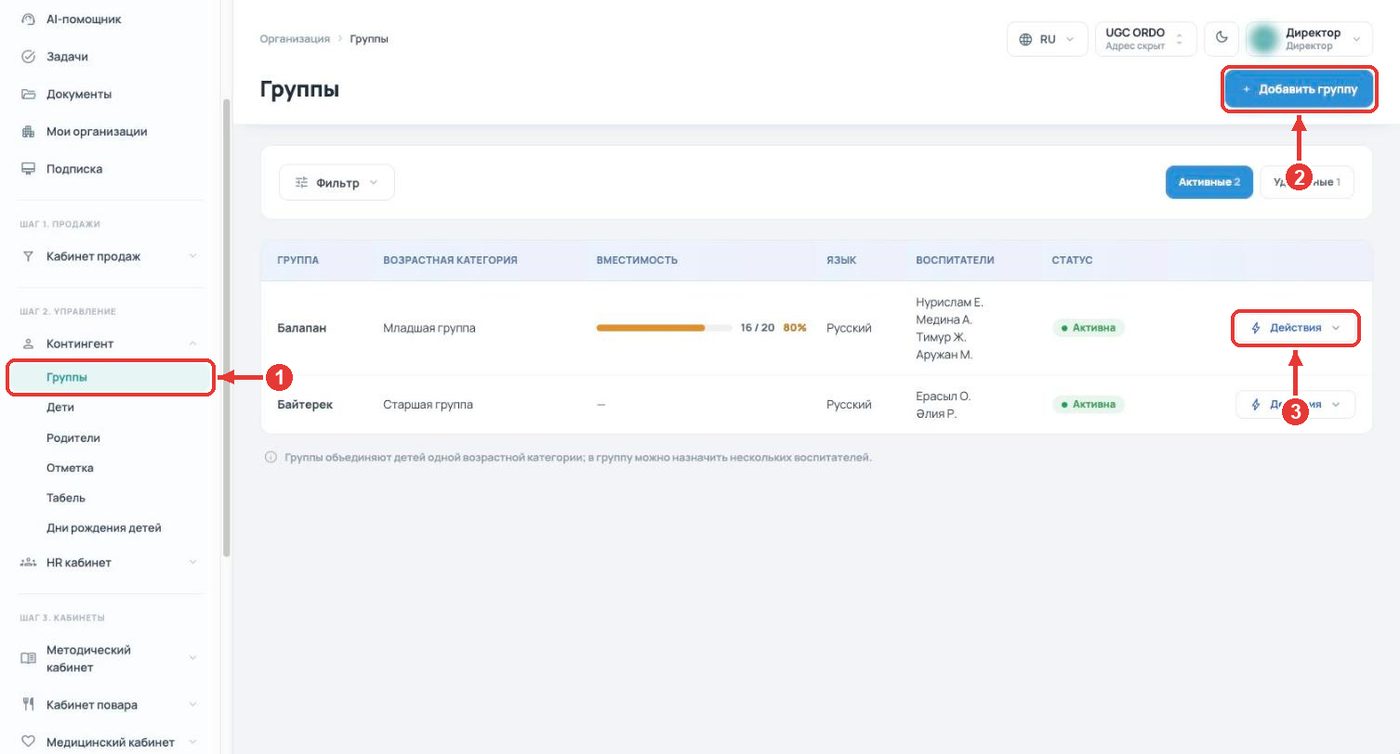 AI-помощник
Задачи
Документы
Мои организации
Подписка
ШАГ 1. ПРОДАЖИ
Кабинет продаж
ШАГ 2. УПРАВЛЕНИЕ
Контингент
Группы
Дети
Родители
Отметка
Табель
Дни рождения детей
HR кабинет
ШАГ 3. КАБИНЕТЫ
Методический
кабинет
Кабинет повара
Медицинский кабинет
1
Организация > Группы
RU
UGC ORDO
Адрес скрыт
Директор
Директор
Группы
+ Добавить группу
2
Фильтр
Активные 2
1
ГРУППА ВОЗРАСТНАЯ КАТЕГОРИЯ ВМЕСТИМОСТЬ ЯЗЫК ВОСПИТАТЕЛИ СТАТУС
Балапан Младшая группа 16 / 20 80% Русский
Нурислам Е.
Медина А.
Тимур Ж.
Аружан М.
Активна
Действия
3
Байтерек Старшая группа — Русский
Ерасыл О.
Әлия Р.
Активна
Группы объединяют детей одной возрастной категории; в группу можно назначить нескольких воспитателей.